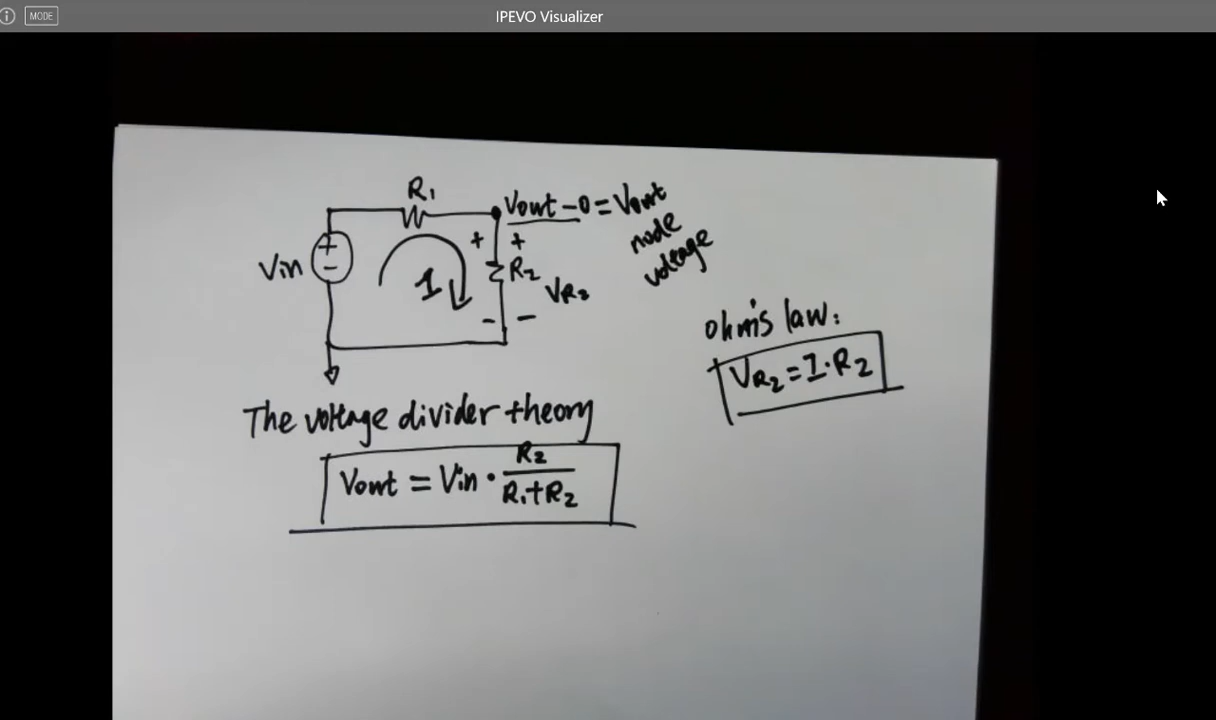 MODE
IPEVO Visualizer
R1
Vout - 0 = Vout
node
voltage
+
+
+
-
Vin
I
R2
VR2
-
-
ohm's law:
VR2 = I·R2
The voltage divider theory
Vout = Vin · R2
R1+R2